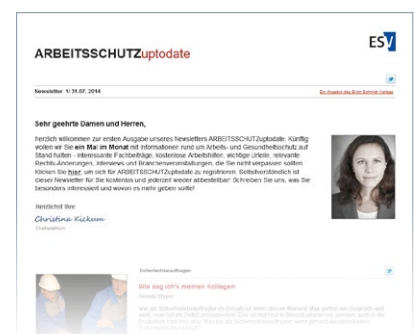 ESV
ARBEITSSCHUTZuptodate
Newsletter 1/ 31.07. 2014
Ein Angebot des Erich Schmidt Verlags
Sehr geehrte Damen und Herren,
herzlich willkommen zur ersten Ausgabe unseres Newsletters ARBEITSSCHUTZuptodate. Künftig
wollen wir Sie ein Mal im Monat mit Informationen rund um Arbeits- und Gesundheitsschutz auf
Stand halten - interessante Fachbeiträge, kostenlose Arbeitshilfen, wichtige Urteile, relevante
Rechts-Änderungen, Interviews und Branchenveranstaltungen, die Sie nicht verpassen sollten.
Klicken Sie hier, um sich für ARBEITSSCHUTZuptodate zu registrieren. Selbstverständlich ist
dieser Newsletter für Sie kostenlos und jederzeit wieder abbestellbar! Schreiben Sie uns, was Sie
besonders interessiert und wovon es mehr geben sollte!
Herzlichst Ihre
Christina Kickum
Chefredaktion
Sicherheitsbeauftragter
Wie sag ich's meinen Kollegen
Renate Mayer